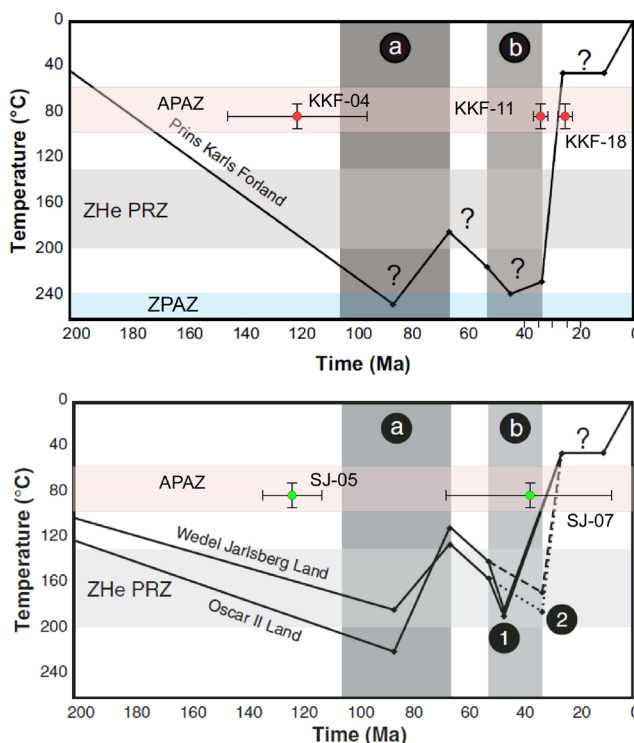 0
40
80
120
160
200
240
Temperature (°C)
a
b
?
APAZ
KKF-04
KKF-11
KKF-18
Prins Karls Forland
ZHe PRZ
?
?
?
ZPAZ
200
180
160
140
120
100
80
60
40
20
0
Time (Ma)
0
40
80
120
160
200
240
Temperature (°C)
a
b
?
APAZ
SJ-05
SJ-07
Wedel Jarlsberg Land
ZHe PRZ
Oscar II Land
1
2
200
180
160
140
120
100
80
60
40
20
0
Time (Ma)